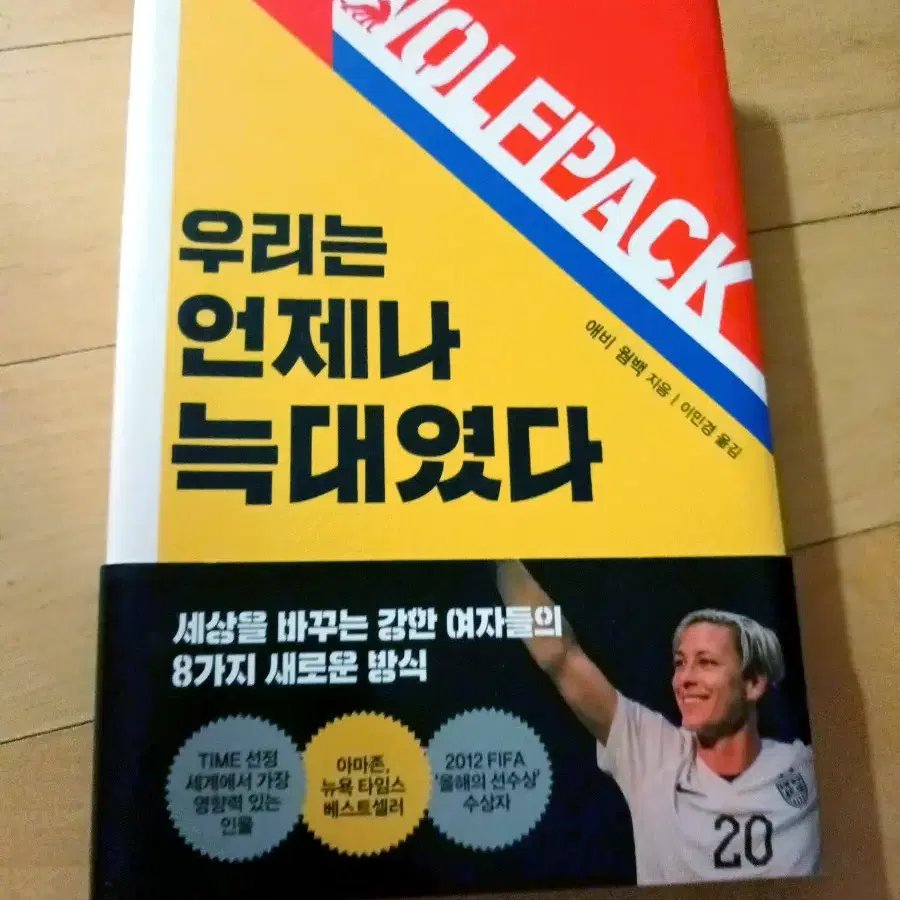 WOLFPACK
우리는
언제나
늑대였다
애비 웜백 지음 | 이민경 옮김
세상을 바꾸는 강한 여자들의
8가지 새로운 방식
TIME 선정
세계에서 가장
영향력 있는
인물
아마존,
뉴욕 타임스
베스트셀러
2012 FIFA
'올해의 선수상'
수상자
20